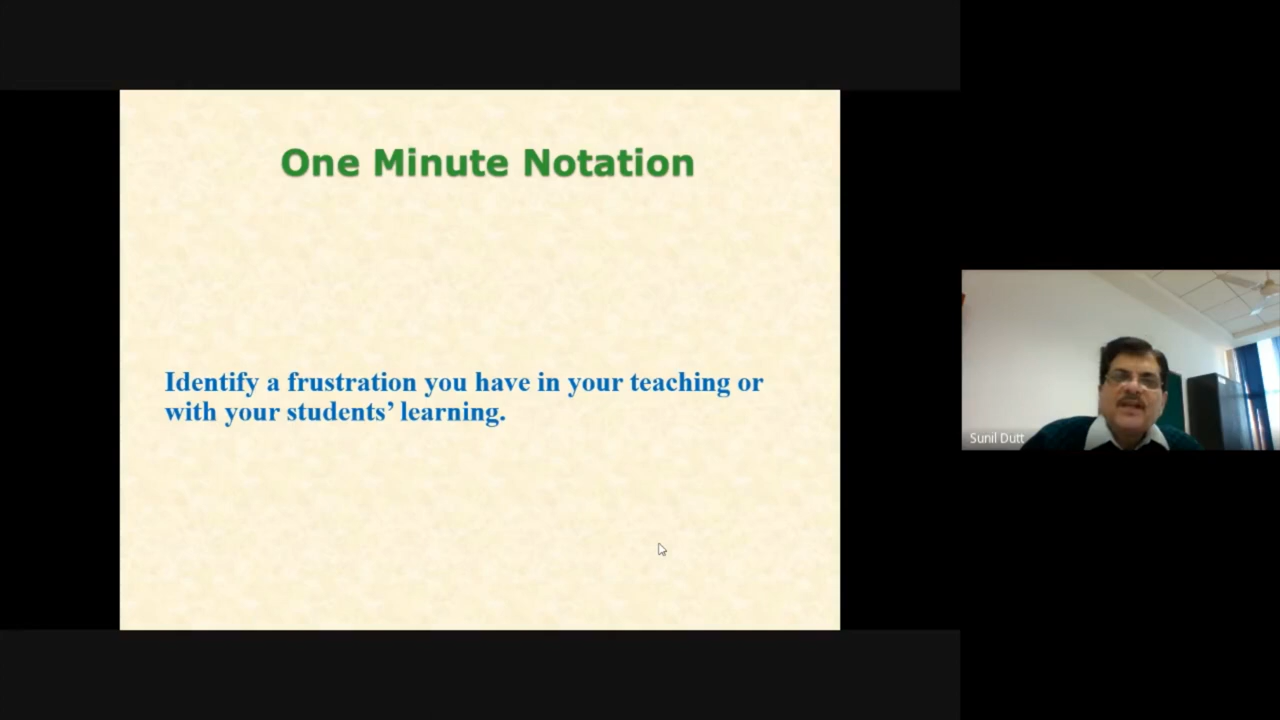 One Minute Notation
Identify a frustration you have in your teaching or
with your students’ learning.
Sunil Dutt